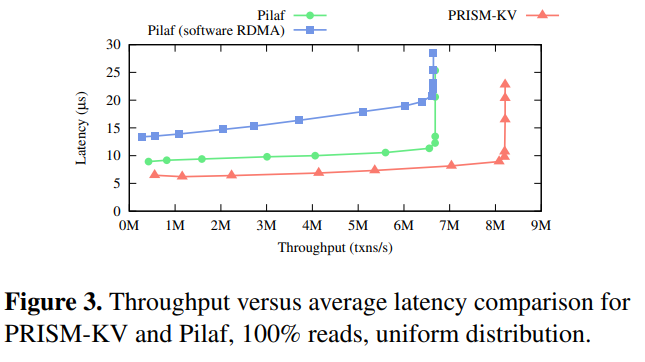 Pilaf
Pilaf (software RDMA)
PRISM-KV
30
25
20
15
10
5
0
Latency (µs)
0M 1M 2M 3M 4M 5M 6M 7M 8M 9M
Throughput (txns/s)
Figure 3. Throughput versus average latency comparison for
PRISM-KV and Pilaf, 100% reads, uniform distribution.